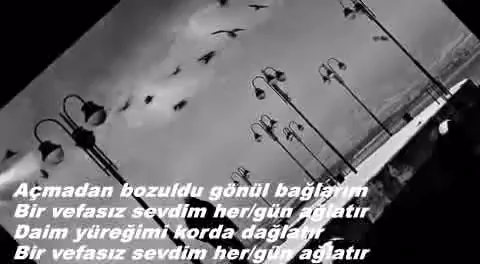 Açmadan bozuldu gönül bağlarım
Bir vefasız sevdim her/gün ağlatır
Daim yüreğimi korda dağlatır
Bir vefasız sevdim her/gün ağlatır